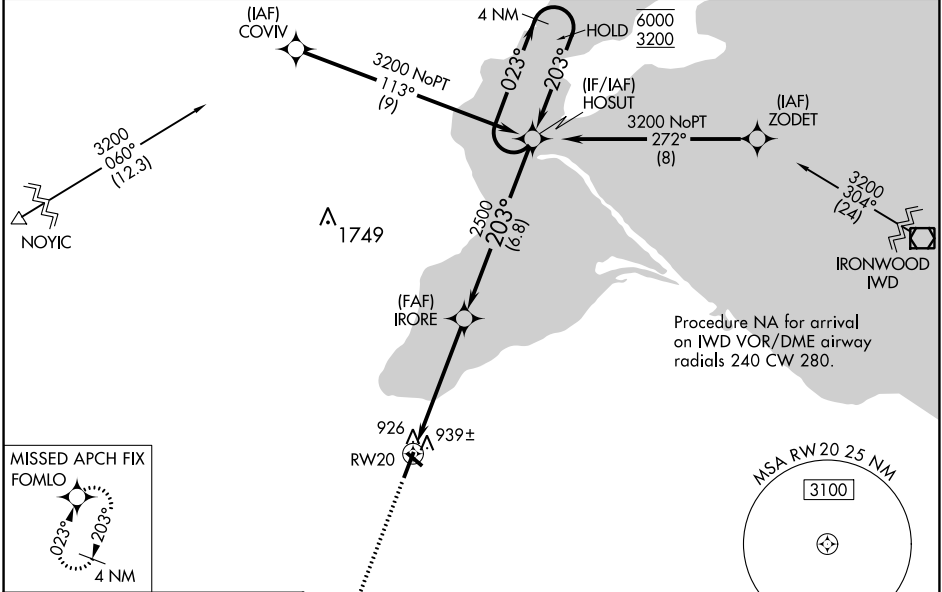 (IAF)
COVIV
4 NM
HOLD
6000
3200
3200 NoPT
113°
(9)
023°
203°
(IF/IAF)
HOSUT
(IAF)
ZODET
3200 NoPT
272°
(8)
3200
060°
(12.3)
NOYIC
3200
304°
(24)
IRONWOOD
IWD
1749
2500
203°
(6.8)
(FAF)
IRORE
Procedure NA for arrival
on IWD VOR/DME airway
radials 240 CW 280.
926
939±
RW20
MISSED APCH FIX
FOMLO
023°
203°
4 NM
MSA RW 20 25 NM
3100